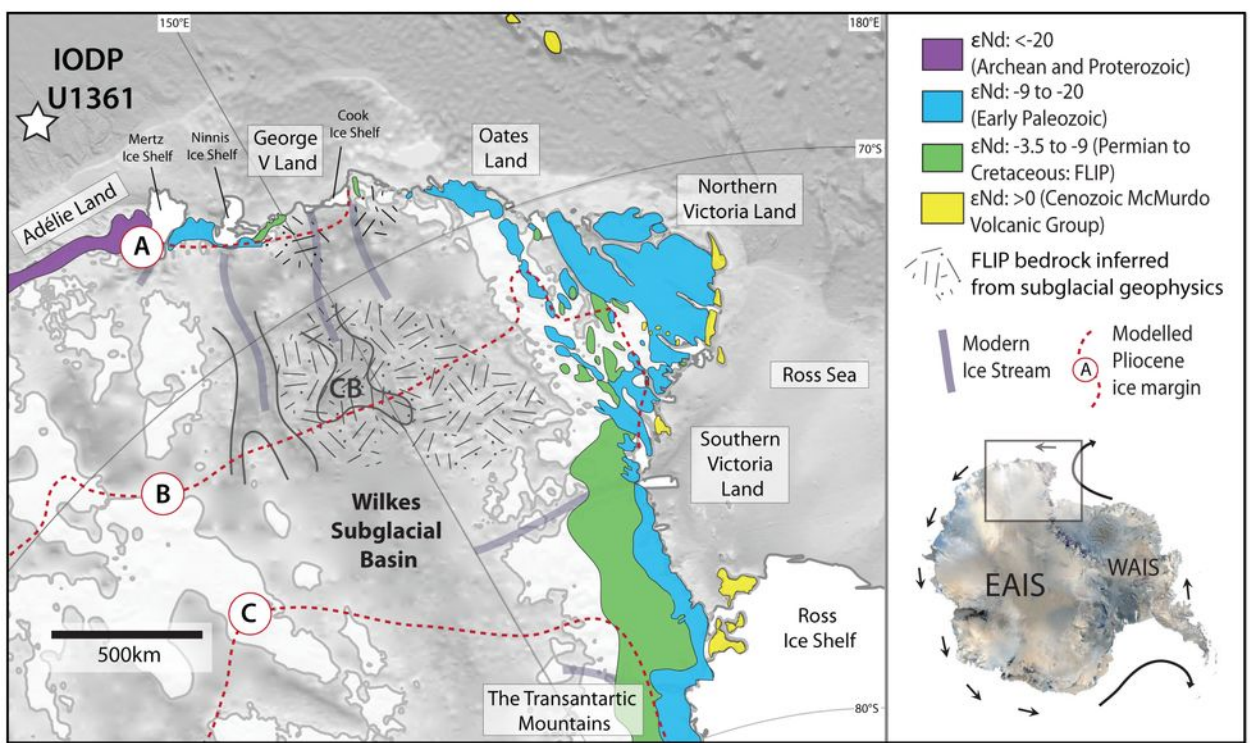 150°E
180°E
IODP
U1361
Mertz
Ice Shelf
Ninnis
Ice Shelf
George
V Land
Cook
Ice Shelf
Oates
Land
70°S
Northern
Victoria Land
Adélie Land
A
CB
Ross Sea
B
Southern
Victoria
Land
Wilkes
Subglacial
Basin
C
500km
Ross
Ice Shelf
The Transantartic
Mountains
80°S
εNd: <-20
(Archean and Proterozoic)
εNd: -9 to -20
(Early Paleozoic)
εNd: -3.5 to -9 (Permian to
Cretaceous: FLIP)
εNd: >0 (Cenozoic McMurdo
Volcanic Group)
FLIP bedrock inferred
from subglacial geophysics
Modern
Ice Stream
A
Modelled
Pliocene
ice margin
EAIS
WAIS